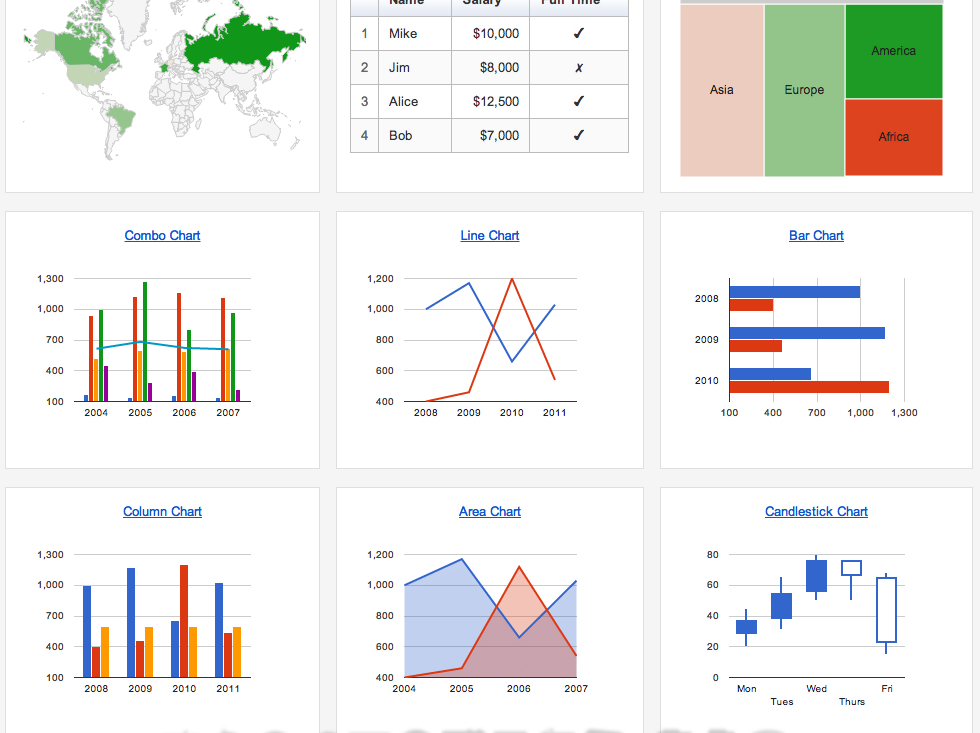 Name Salary Full Time
1 Mike $10,000 ✓
2 Jim $8,000 ✗
3 Alice $12,500 ✓
4 Bob $7,000 ✓
Asia Europe America
Africa
Combo Chart
1,300
1,000
700
400
100
2004 2005 2006 2007
Line Chart
1,200
1,000
800
600
400
2008 2009 2010 2011
Bar Chart
2008
2009
2010
100 400 700 1,000 1,300
Column Chart
1,300
1,000
700
400
100
2008 2009 2010 2011
Area Chart
1,200
1,000
800
600
400
2004 2005 2006 2007
Candlestick Chart
80
60
40
20
0
Mon Wed Fri
Tues Thurs